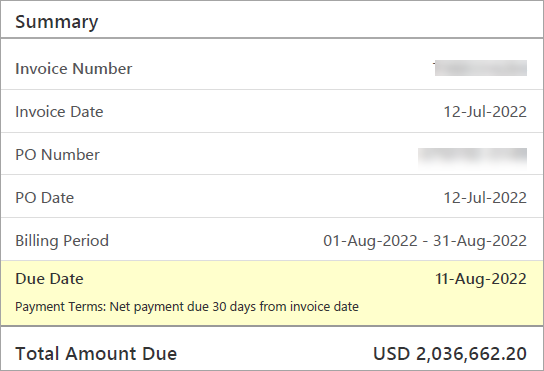 Summary
Invoice Number
Invoice Date 12-Jul-2022
PO Number
PO Date 12-Jul-2022
Billing Period 01-Aug-2022 - 31-Aug-2022
Due Date 11-Aug-2022
Payment Terms: Net payment due 30 days from invoice date
Total Amount Due USD 2,036,662.20